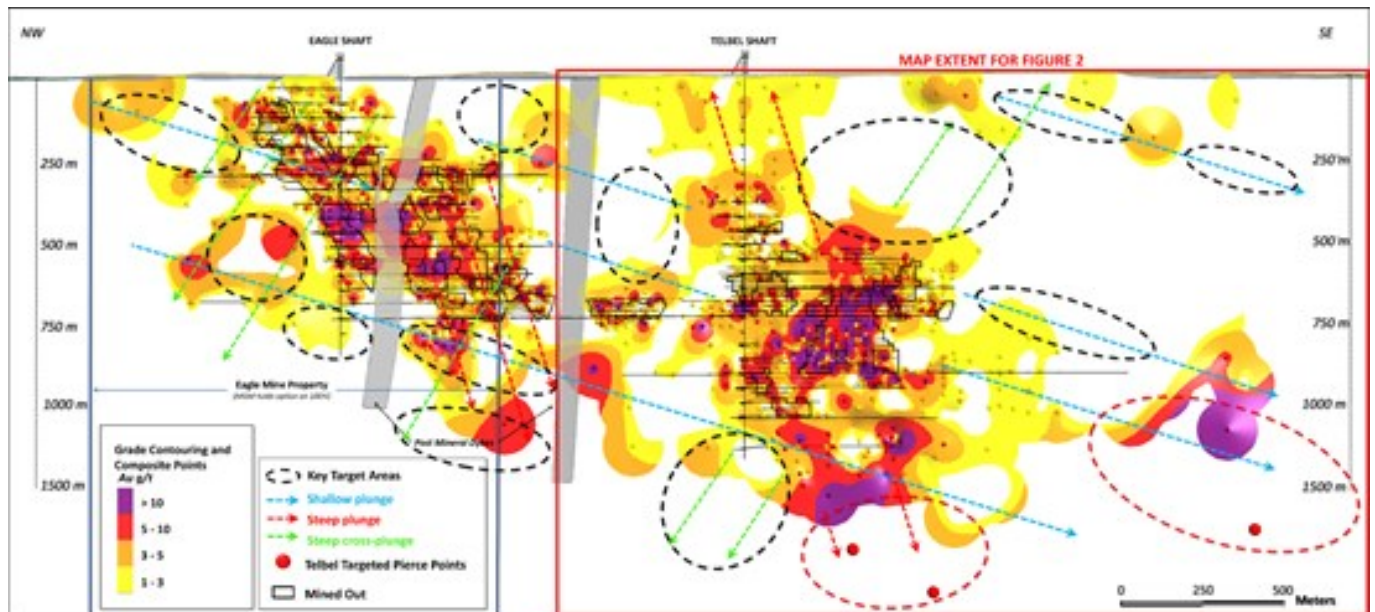 NW
EAGLE SHAFT
TELBEL SHAFT
SE
MAP EXTENT FOR FIGURE 2
250 m
250 m
500 m
500 m
750 m
750 m
Eagle Mine Property
1000 m
1000 m
Post Mineral Dykes
1500 m
1500 m
Grade Contouring and
Composite Points
Au g/T
> 10
5 - 10
3 - 5
1 - 3
Key Target Areas
Shallow plunge
Steep plunge
Steep cross-plunge
Telbel Targeted Pierce Points
Mined Out
0 250 500
Meters